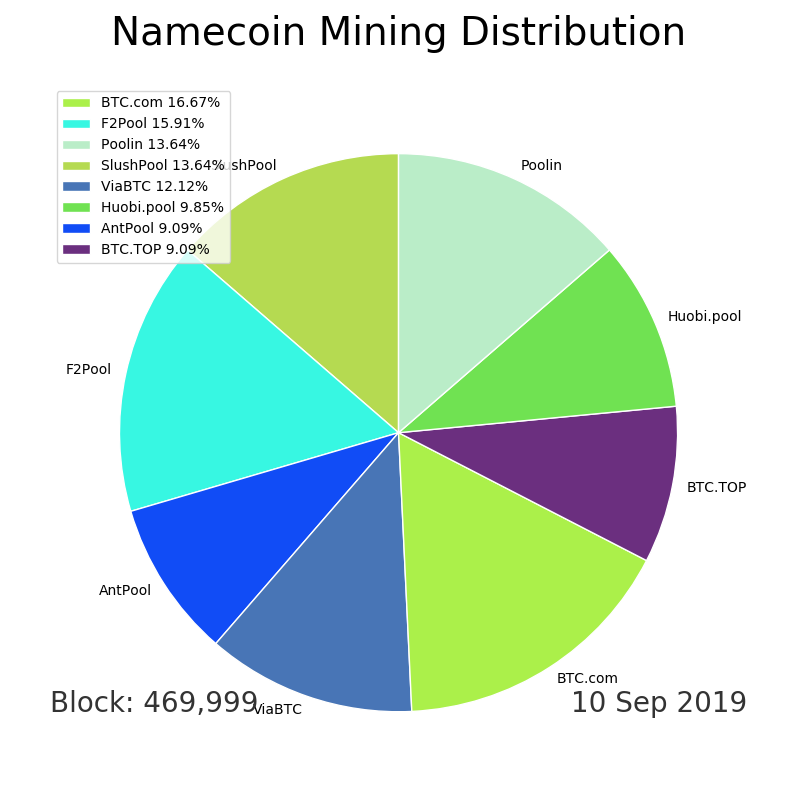 Namecoin Mining Distribution
BTC.com 16.67%
F2Pool 15.91%
Poolin 13.64%
SlushPool 13.64%
ViaBTC 12.12%
Huobi.pool 9.85%
AntPool 9.09%
BTC.TOP 9.09%
ushPool
Poolin
Huobi.pool
F2Pool
BTC.TOP
AntPool
BTC.com
Block: 469,999
10 Sep 2019
ViaBTC